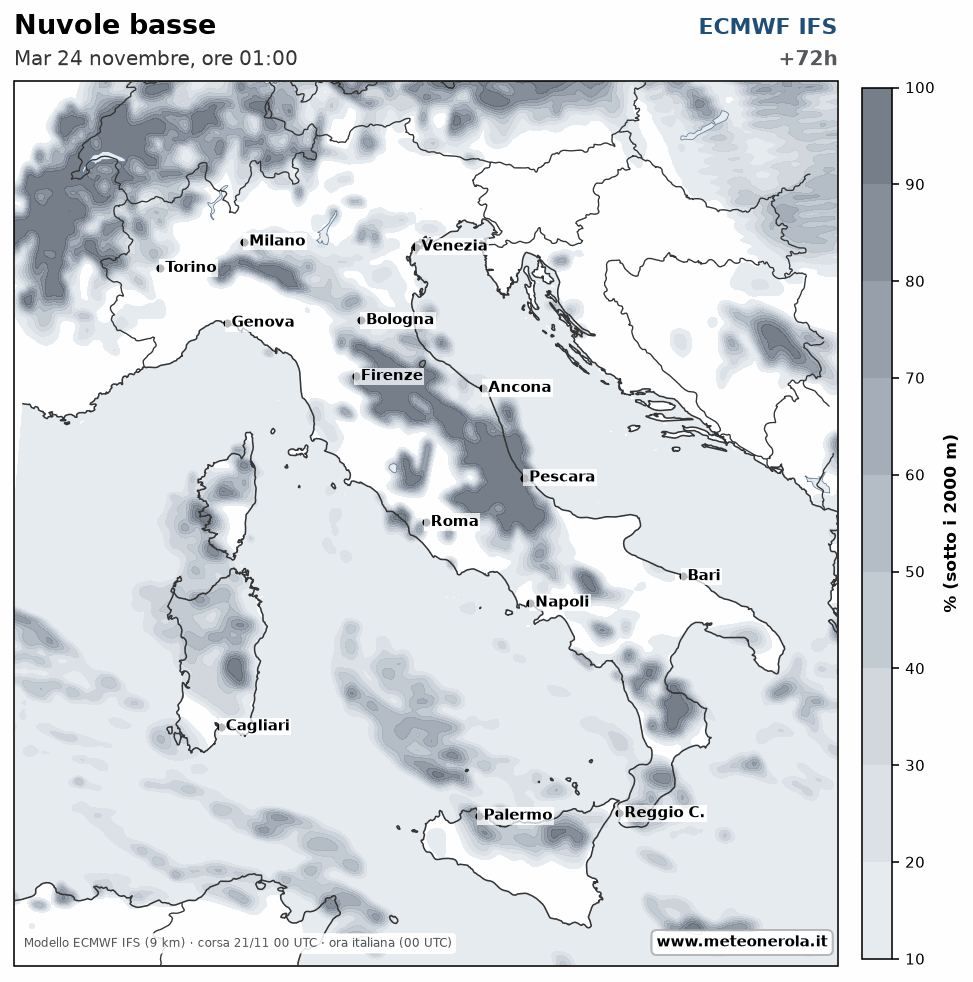 Nuvole basse
ECMWF IFS
Mar 24 novembre, ore 01:00
+72h
Milano
Venezia
Torino
Genova
Bologna
Firenze
Ancona
Pescara
Roma
Bari
Napoli
Cagliari
Palermo
Reggio C.
Modello ECMWF IFS (9 km) · corsa 21/11 00 UTC · ora italiana (00 UTC)
www.meteonerola.it
100
90
80
70
60
50
40
30
20
10
% (sotto i 2000 m)